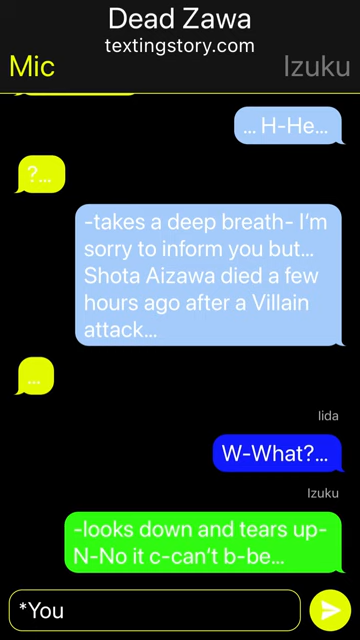 Dead Zawa
textingstory.com
Mic
Izuku
... H-He...
?...
-takes a deep breath- I'm
sorry to inform you but...
Shota Aizawa died a few
hours ago after a Villain
attack...
...
Iida
W-What?...
Izuku
-looks down and tears up-
N-No it c-can't b-be...
*You